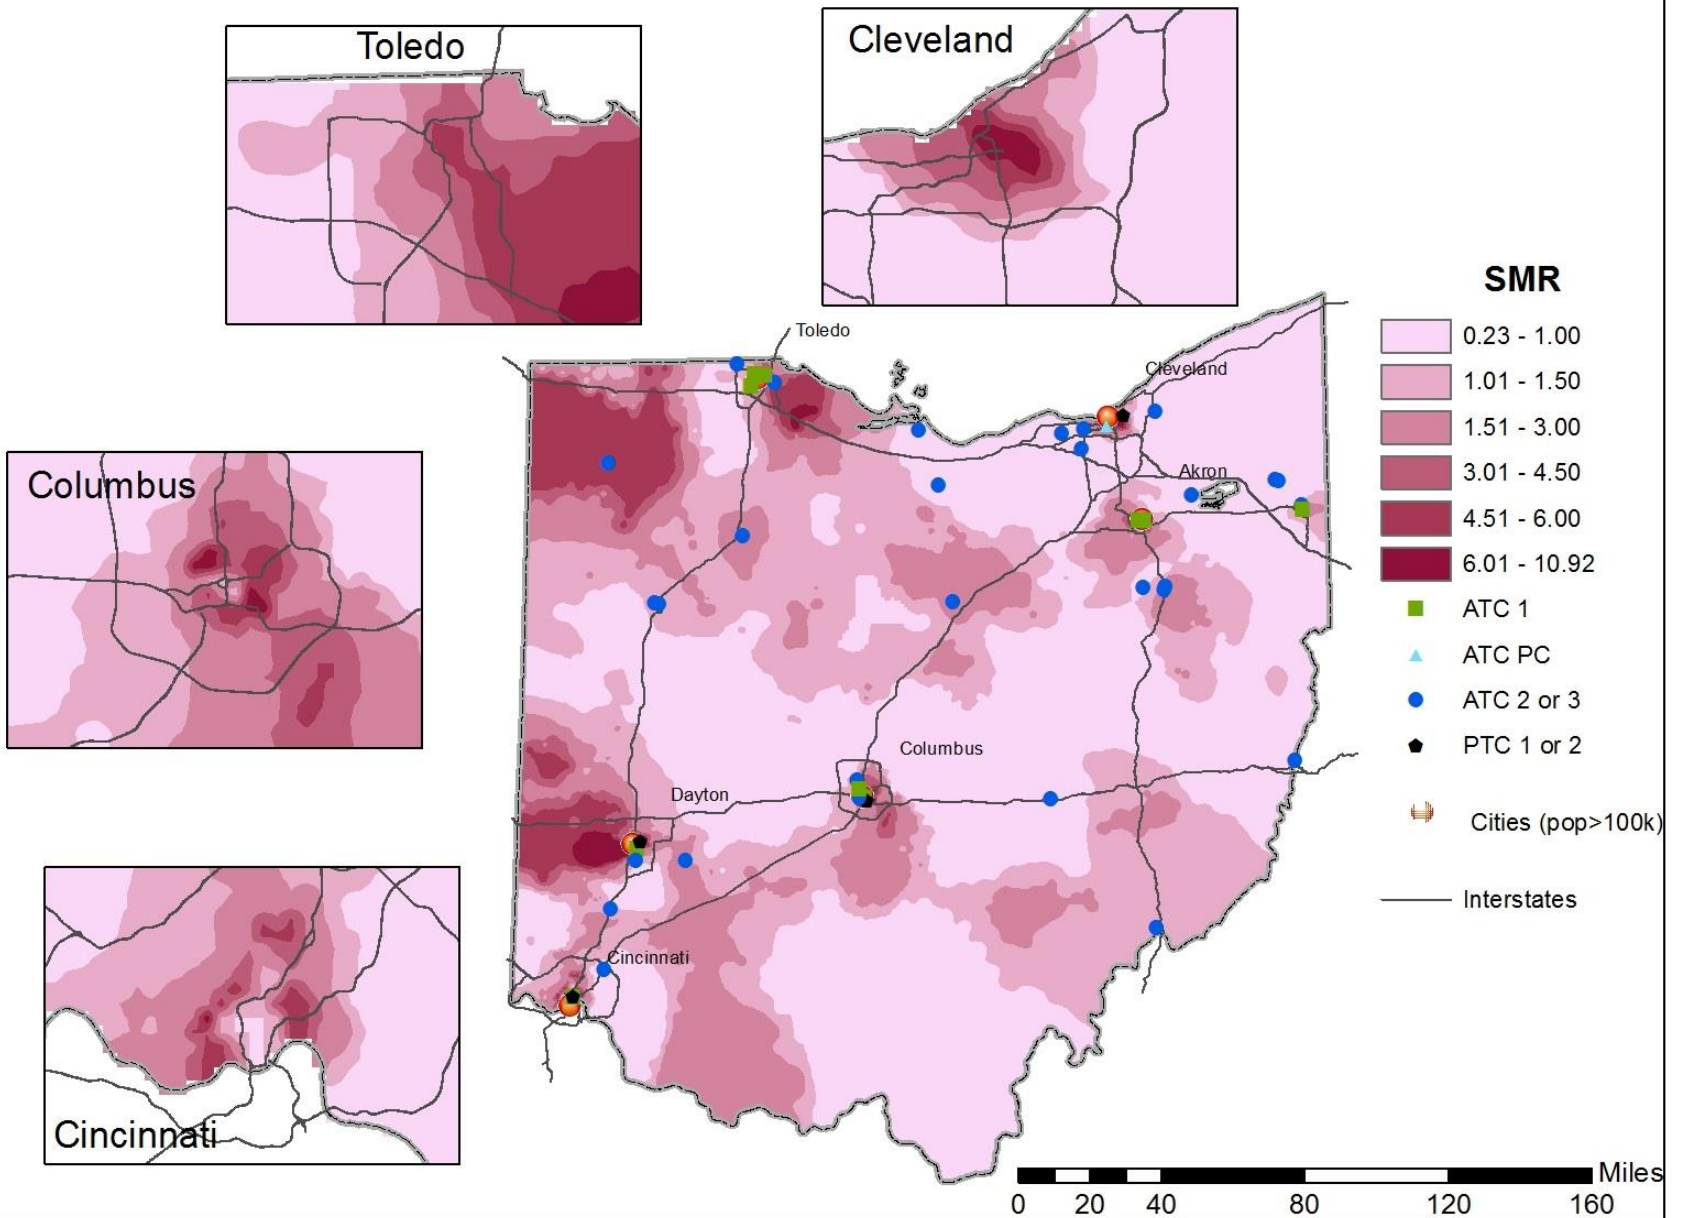 Toledo
Cleveland
SMR
0.23 - 1.00
1.01 - 1.50
1.51 - 3.00
3.01 - 4.50
4.51 - 6.00
6.01 - 10.92
ATC 1
ATC PC
ATC 2 or 3
PTC 1 or 2
Cities (pop>100k)
Interstates
Toledo
Cleveland
Akron
Columbus
Columbus
Dayton
Cincinnati
Cincinnati
Miles
0 20 40 80 120 160